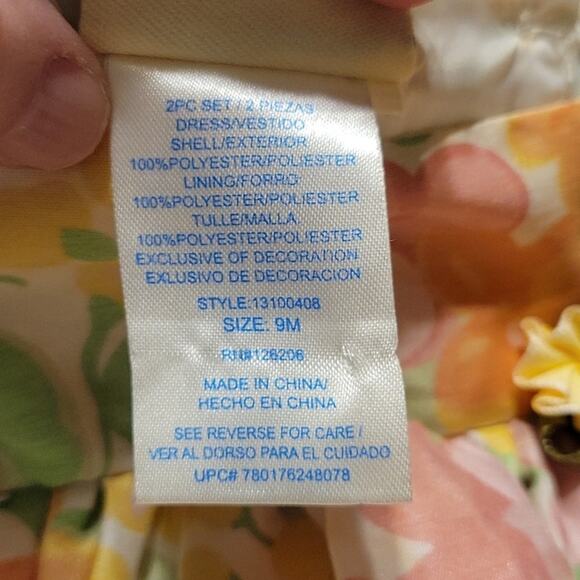 2PC SET / 2 PIEZAS
DRESS/VESTIDO
SHELL/EXTERIOR
100%POLYESTER/POLIESTER
LINING/FORRO
100%POLYESTER/POLIESTER
TULLE/MALLA
100%POLYESTER/POLIESTER
EXCLUSIVE OF DECORATION
EXLUSIVO DE DECORACION
STYLE:13100408
SIZE: 9M
RN#126206
MADE IN CHINA/
HECHO EN CHINA
SEE REVERSE FOR CARE /
VER AL DORSO PARA EL CUIDADO
UPC# 780176248078